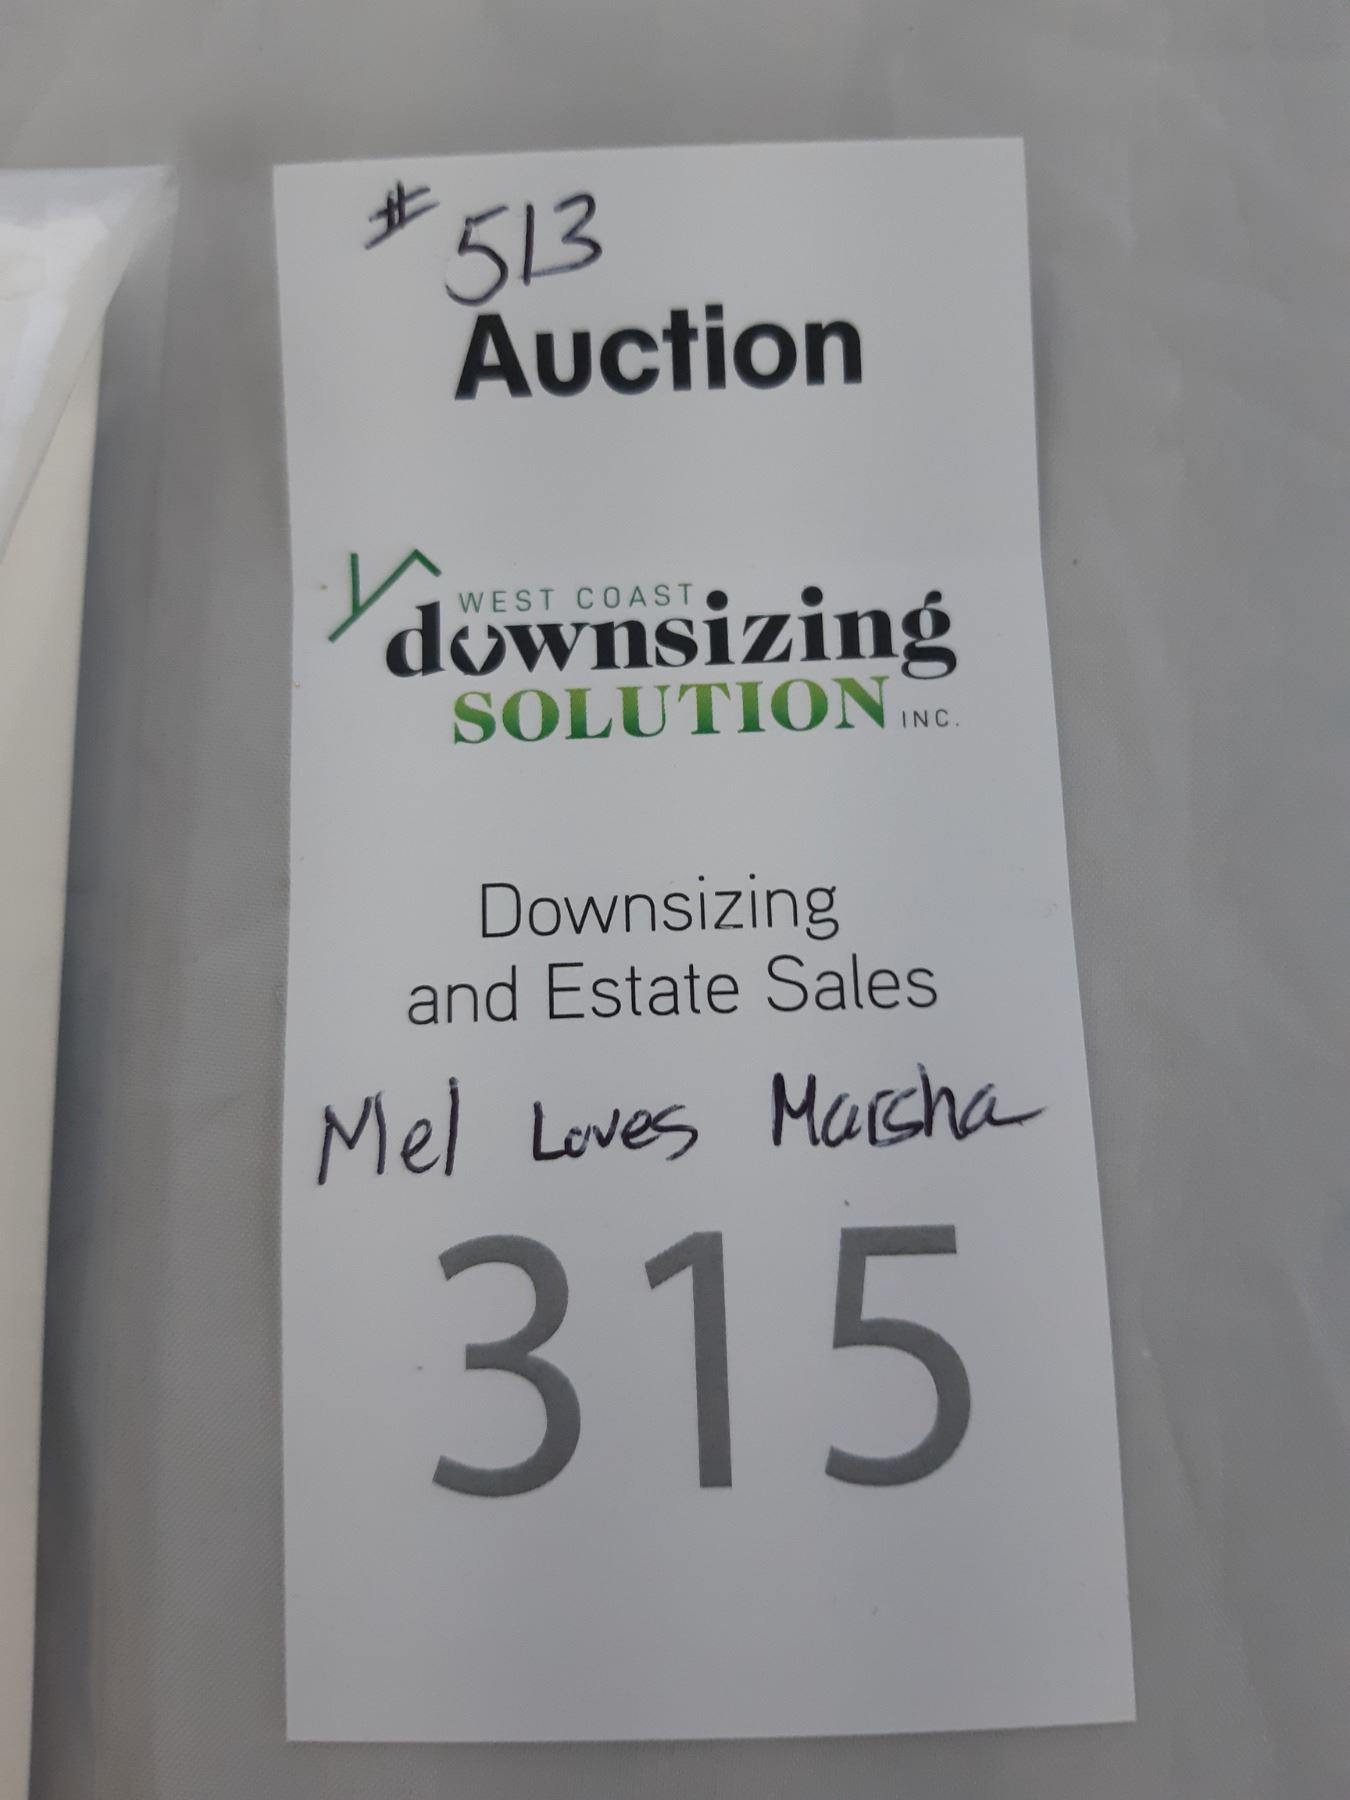 # 513
Auction
WEST COAST
downsizing
SOLUTION INC.
Downsizing
and Estate Sales
Mel Loves Marsha
315